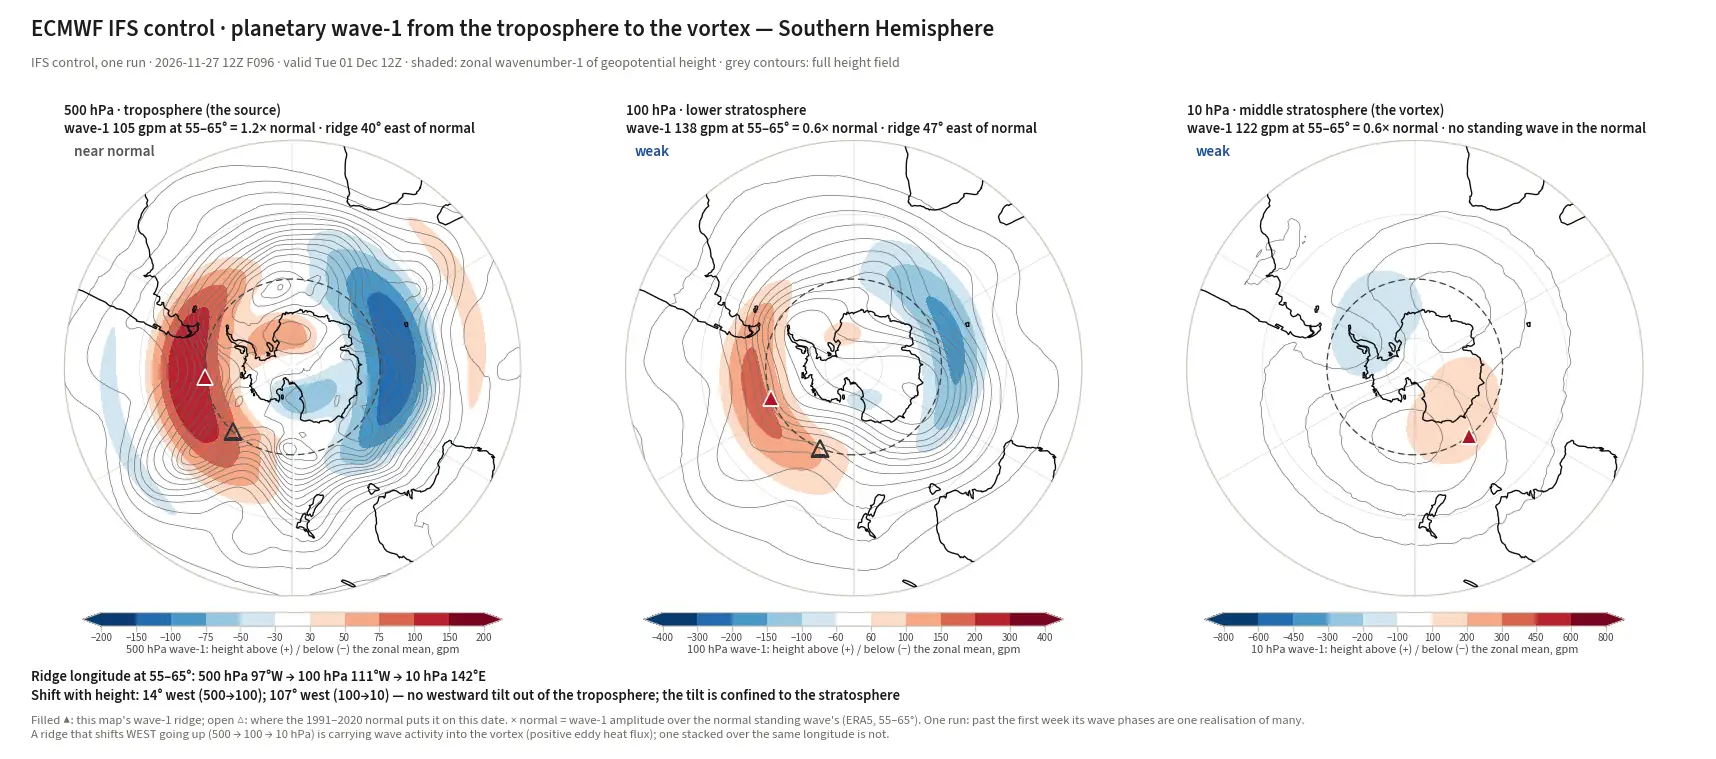 ECMWF IFS control · planetary wave-1 from the troposphere to the vortex — Southern Hemisphere
IFS control, one run · 2026-11-27 12Z F096 · valid Tue 01 Dec 12Z · shaded: zonal wavenumber-1 of geopotential height · grey contours: full height field
500 hPa · troposphere (the source)
wave-1 105 gpm at 55–65° = 1.2× normal · ridge 40° east of normal
near normal
100 hPa · lower stratosphere
wave-1 138 gpm at 55–65° = 0.6× normal · ridge 47° east of normal
weak
10 hPa · middle stratosphere (the vortex)
wave-1 122 gpm at 55–65° = 0.6× normal · no standing wave in the normal
weak
−200 −150 −100 −75 −50 −30 30 50 75 100 150 200
500 hPa wave-1: height above (+) / below (−) the zonal mean, gpm
−400 −300 −200 −150 −100 −60 60 100 150 200 300 400
100 hPa wave-1: height above (+) / below (−) the zonal mean, gpm
−800 −600 −450 −300 −200 −100 100 200 300 450 600 800
10 hPa wave-1: height above (+) / below (−) the zonal mean, gpm
Ridge longitude at 55–65°: 500 hPa 97°W → 100 hPa 111°W → 10 hPa 142°E
Shift with height: 14° west (500→100); 107° west (100→10) — no westward tilt out of the troposphere; the tilt is confined to the stratosphere
Filled ▲: this map's wave-1 ridge; open △: where the 1991–2020 normal puts it on this date. × normal = wave-1 amplitude over the normal standing wave's (ERA5, 55–65°). One run: past the first week its wave phases are one realisation of many.
A ridge that shifts WEST going up (500 → 100 → 10 hPa) is carrying wave activity into the vortex (positive eddy heat flux); one stacked over the same longitude is not.